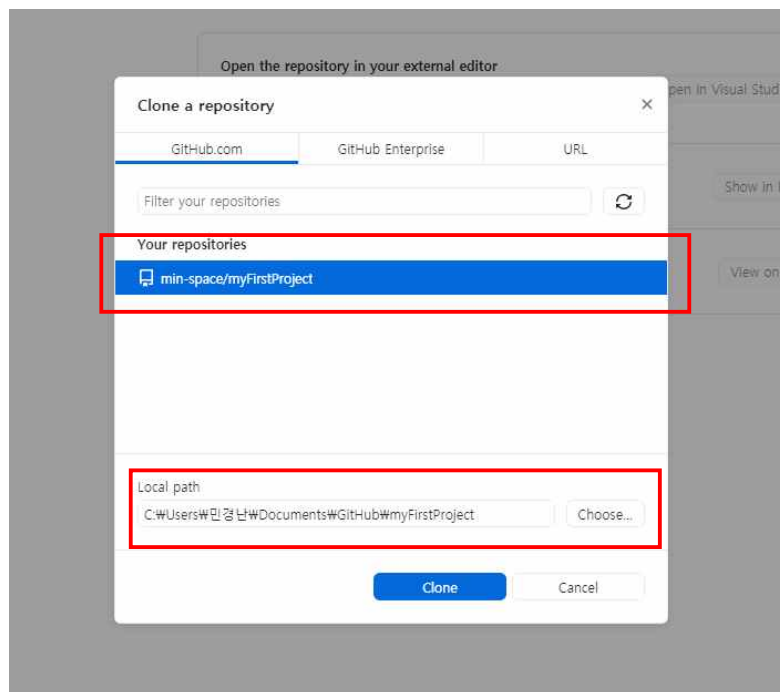 Open the repository in your external editor
Clone a repository
pen in Visual Stud
GitHub.com GitHub Enterprise URL
Filter your repositories
Show in
Your repositories
min-space/myFirstProject
View on
Local path
C:₩Users₩민경난₩Documents₩GitHub₩myFirstProject Choose...
Clone Cancel